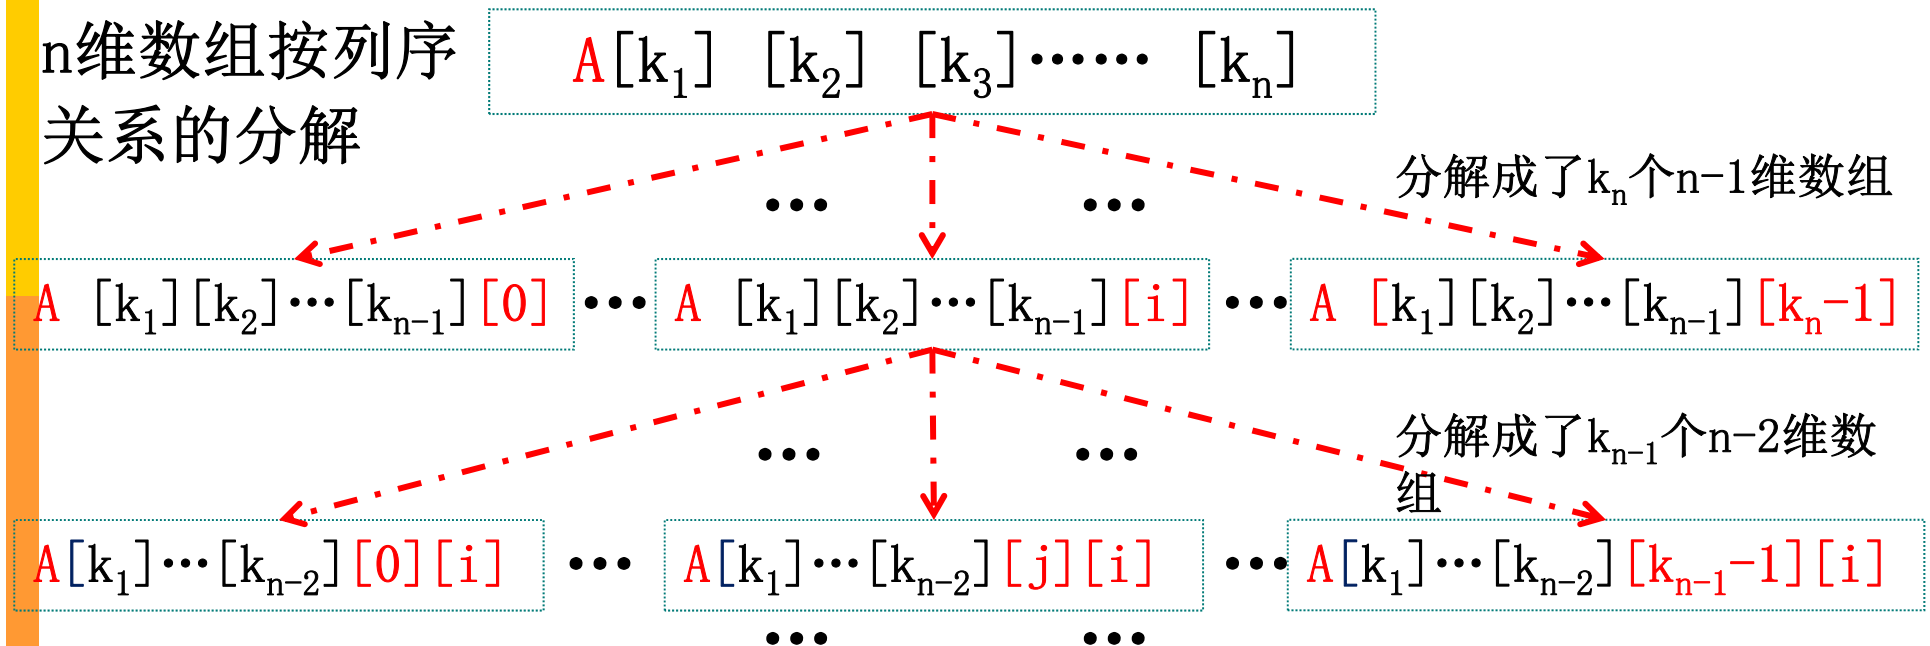 n维数组按列序
关系的分解
A[k₁] [k₂] [k₃]…… [kₙ]
分解成了kₙ个n-1维数组
… …
A [k₁][k₂]…[kₙ₋₁][0] … A [k₁][k₂]…[kₙ₋₁][i] … A [k₁][k₂]…[kₙ₋₁][kₙ-1]
分解成了kₙ₋₁个n-2维数
组
… …
A[k₁]…[kₙ₋₂][0][i] … A[k₁]…[kₙ₋₂][j][i] … A[k₁]…[kₙ₋₂][kₙ₋₁-1][i]
… …